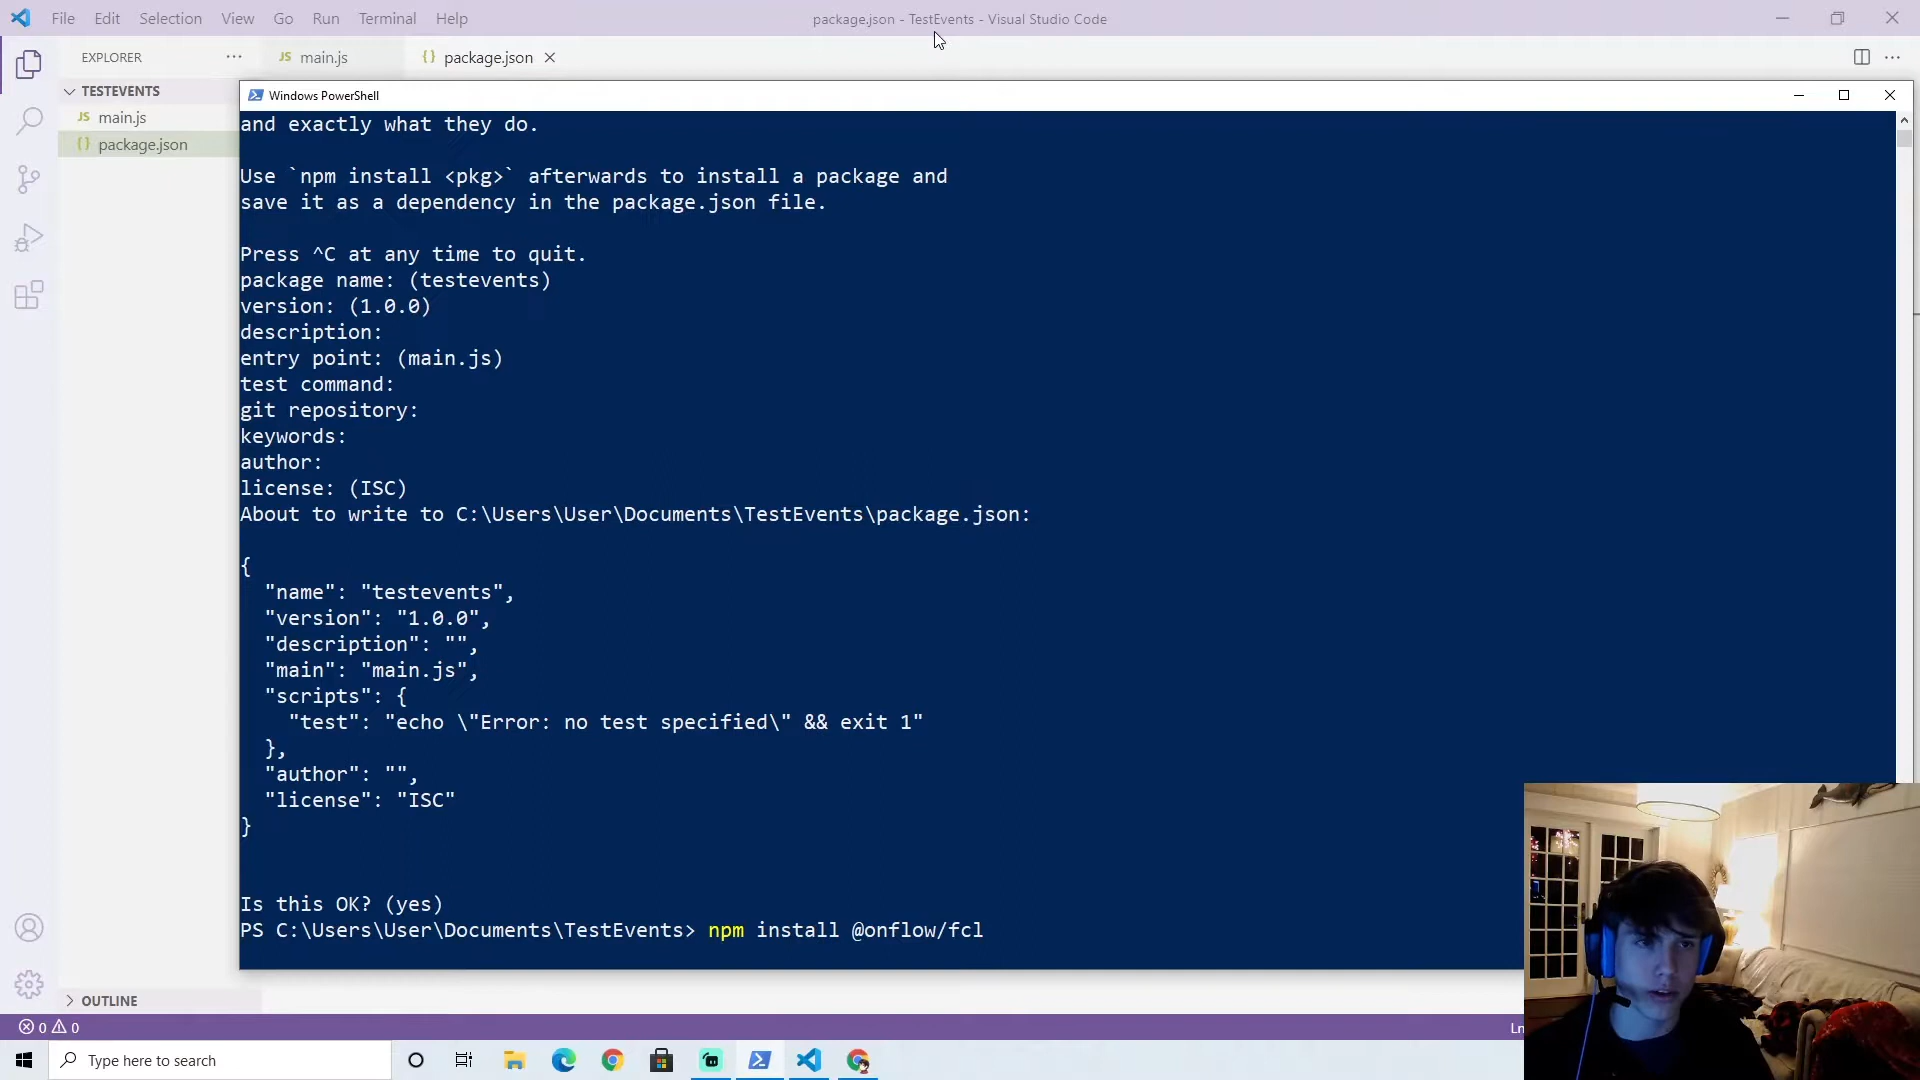 File Edit Selection View Go Run Terminal Help
package.json - TestEvents - Visual Studio Code
EXPLORER
JS main.js
{} package.json
TESTEVENTS
JS main.js
{} package.json
Windows PowerShell
and exactly what they do.
Use `npm install <pkg>` afterwards to install a package and
save it as a dependency in the package.json file.
Press ^C at any time to quit.
package name: (testevents)
version: (1.0.0)
description:
entry point: (main.js)
test command:
git repository:
keywords:
author:
license: (ISC)
About to write to C:\Users\User\Documents\TestEvents\package.json:
{
"name": "testevents",
"version": "1.0.0",
"description": "",
"main": "main.js",
"scripts": {
"test": "echo \"Error: no test specified\" && exit 1"
},
"author": "",
"license": "ISC"
}
Is this OK? (yes)
PS C:\Users\User\Documents\TestEvents> npm install @onflow/fcl
OUTLINE
0 0
Ln
Type here to search